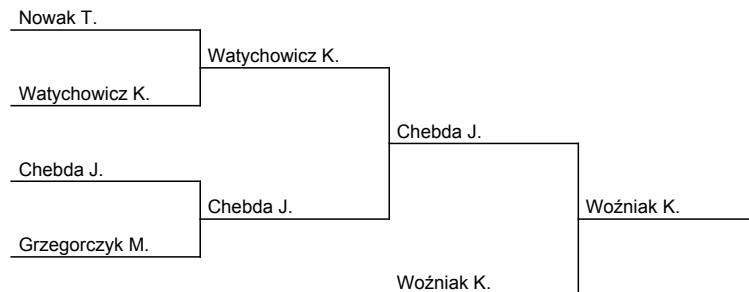 Nowak T.
Watychowicz K.
Watychowicz K.
Chebda J.
Chebda J.
Chebda J.
Woźniak K.
Grzegorczyk M.
Woźniak K.